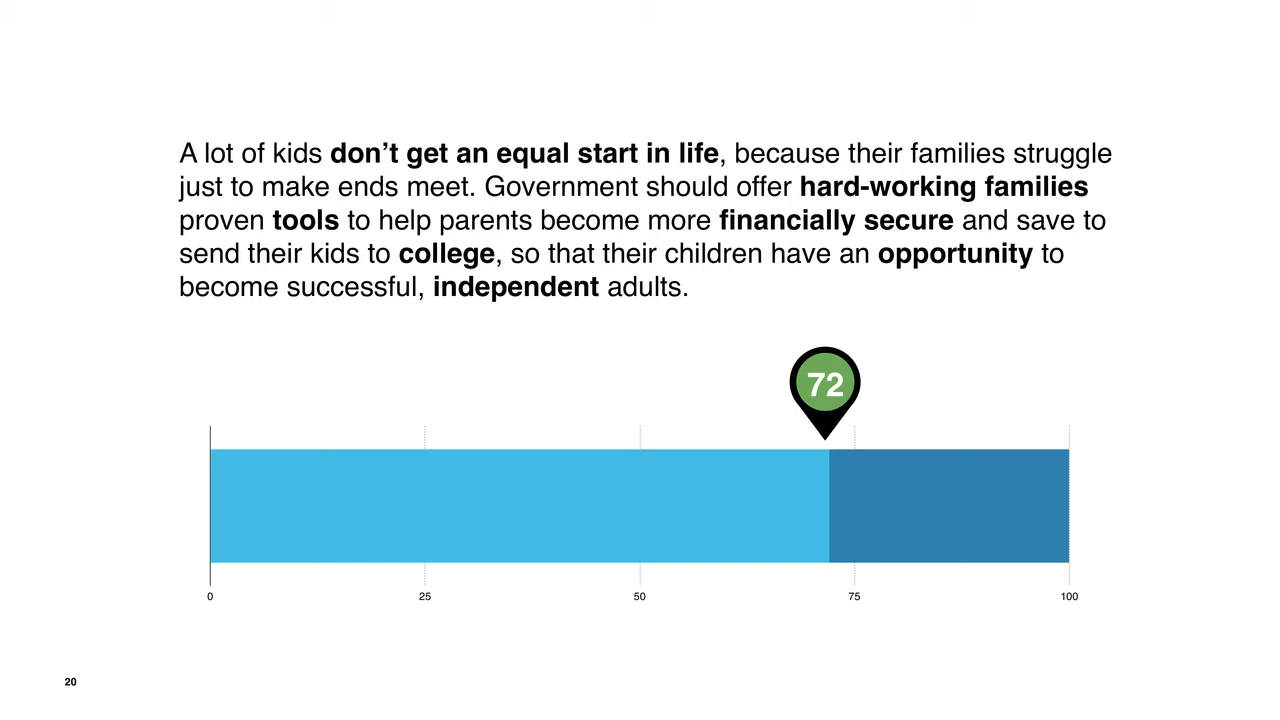 A lot of kids don’t get an equal start in life, because their families struggle
just to make ends meet. Government should offer hard-working families
proven tools to help parents become more financially secure and save to
send their kids to college, so that their children have an opportunity to
become successful, independent adults.
72
0 25 50 75 100
20